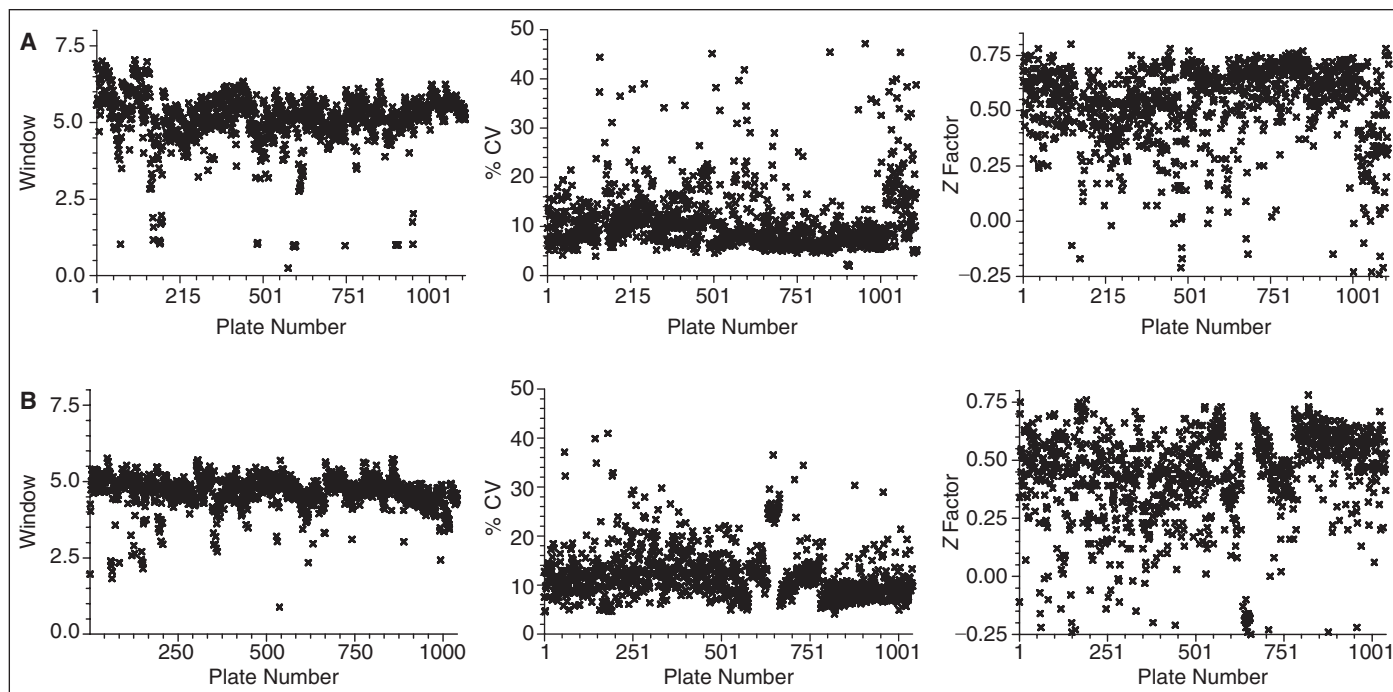 A
7.5
5.0
2.5
0.0
Window
1 215 501 751 1001
Plate Number
50
40
30
20
10
0
% CV
1 215 501 751 1001
Plate Number
0.75
0.50
0.25
0.00
−0.25
Z Factor
1 215 501 751 1001
Plate Number
B
7.5
5.0
2.5
0.0
Window
250 500 750 1000
Plate Number
50
40
30
20
10
0
% CV
1 251 501 751 1001
Plate Number
0.75
0.50
0.25
0.00
−0.25
Z Factor
1 251 501 751 1001
Plate Number